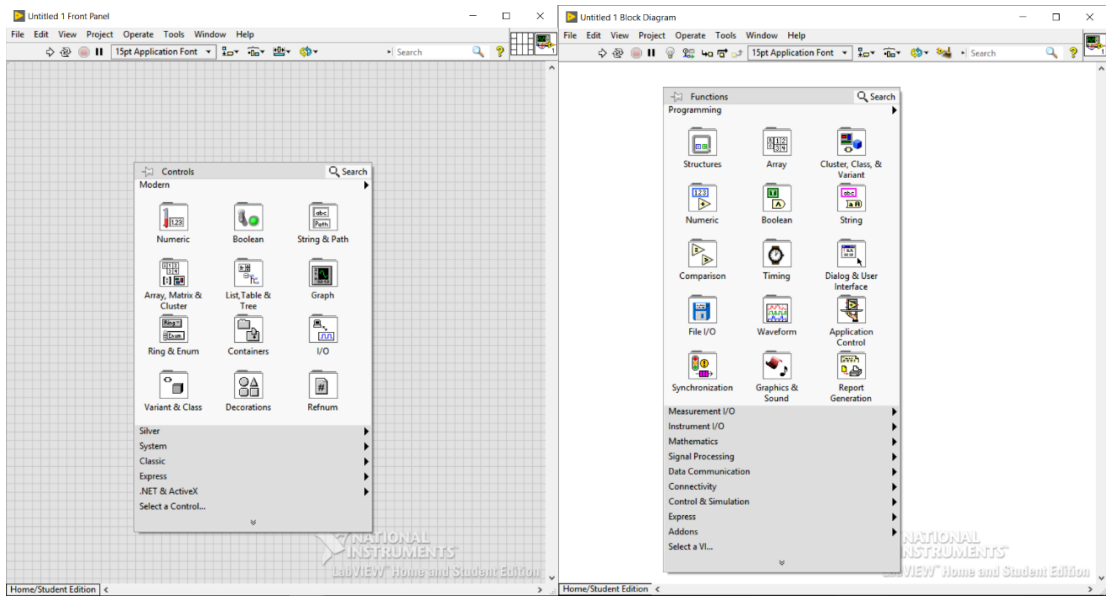 Untitled 1 Front Panel
File Edit View Project Operate Tools Window Help
15pt Application Font
Search
Controls
Search
Modern
Numeric
Boolean
String & Path
Array, Matrix &
Cluster
List, Table &
Tree
Graph
Ring & Enum
Containers
I/O
Variant & Class
Decorations
Refnum
Silver
System
Classic
Express
.NET & ActiveX
Select a Control...
NATIONAL
INSTRUMENTS
LabVIEW™ Home and Student Edition
Home/Student Edition
Untitled 1 Block Diagram
File Edit View Project Operate Tools Window Help
15pt Application Font
Search
Functions
Search
Programming
Structures
Array
Cluster, Class, &
Variant
Numeric
Boolean
String
Comparison
Timing
Dialog & User
Interface
File I/O
Waveform
Application
Control
Synchronization
Graphics &
Sound
Report
Generation
Measurement I/O
Instrument I/O
Mathematics
Signal Processing
Data Communication
Connectivity
Control & Simulation
Express
Addons
Select a VI...
NATIONAL
INSTRUMENTS
VIEW™ Home and Student Edition
Home/Student Edition